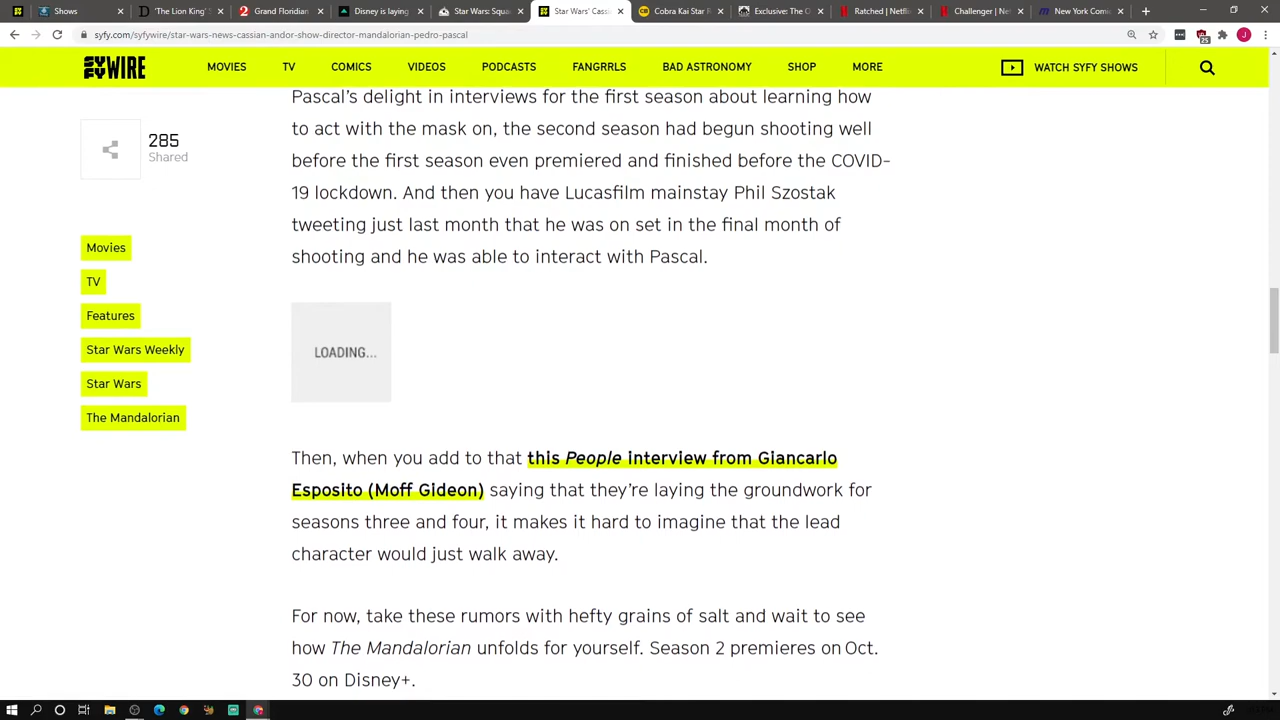 Shows
'The Lion King'
Grand Floridian
Disney is laying
Star Wars: Squa
Star Wars' Cassi
Cobra Kai Star R
Exclusive: The O
Ratched | Netfli
Challenger | Ne
New York Comic
syfy.com/syfywire/star-wars-news-cassian-andor-show-director-mandalorian-pedro-pascal
25
J
SYFY WIRE
MOVIES
TV
COMICS
VIDEOS
PODCASTS
FANGRRLS
BAD ASTRONOMY
SHOP
MORE
WATCH SYFY SHOWS
285
Shared
Movies
TV
Features
Star Wars Weekly
Star Wars
The Mandalorian
Pascal's delight in interviews for the first season about learning how
to act with the mask on, the second season had begun shooting well
before the first season even premiered and finished before the COVID-
19 lockdown. And then you have Lucasfilm mainstay Phil Szostak
tweeting just last month that he was on set in the final month of
shooting and he was able to interact with Pascal.
LOADING...
Then, when you add to that this People interview from Giancarlo
Esposito (Moff Gideon) saying that they're laying the groundwork for
seasons three and four, it makes it hard to imagine that the lead
character would just walk away.
For now, take these rumors with hefty grains of salt and wait to see
how The Mandalorian unfolds for yourself. Season 2 premieres on Oct.
30 on Disney+.